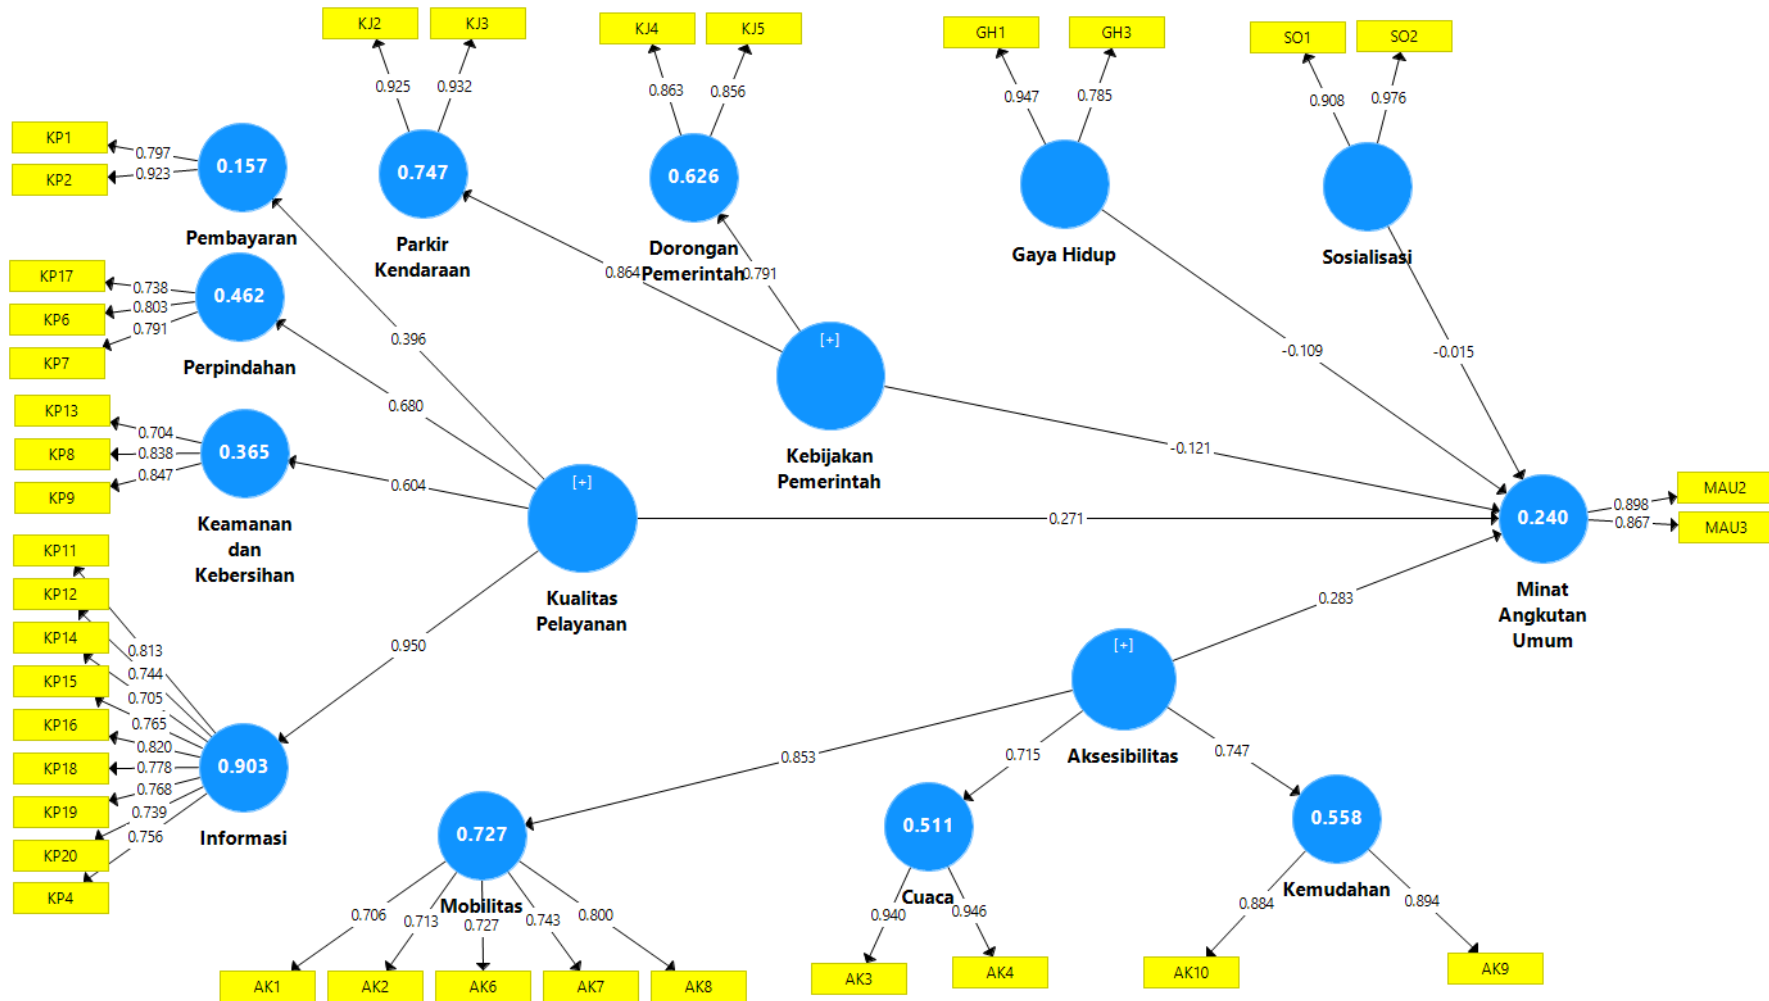 KJ2
KJ3
KJ4
KJ5
GH1
GH3
SO1
SO2
0.925
0.932
0.863
0.856
0.947
0.785
0.908
0.976
KP1
KP2
0.797
0.923
0.157
Pembayaran
0.747
Parkir
Kendaraan
0.626
Dorongan
Pemerintah
Gaya Hidup
Sosialisasi
0.864
0.791
KP17
KP6
KP7
0.738
0.803
0.791
0.462
Perpindahan
0.396
0.680
[+]
Kebijakan
Pemerintah
-0.109
-0.015
-0.121
KP13
KP8
KP9
0.704
0.838
0.847
0.365
Keamanan
dan
Kebersihan
0.604
[+]
Kualitas
Pelayanan
0.271
0.240
Minat
Angkutan
Umum
0.898
0.867
MAU2
MAU3
KP11
KP12
KP14
KP15
KP16
KP18
KP19
KP20
KP4
0.813
0.744
0.705
0.765
0.820
0.778
0.768
0.739
0.756
0.903
Informasi
0.950
0.283
[+]
Aksesibilitas
0.853
0.715
0.747
0.727
Mobilitas
0.511
Cuaca
0.558
Kemudahan
0.706
0.713
0.727
0.743
0.800
0.940
0.946
0.884
0.894
AK1
AK2
AK6
AK7
AK8
AK3
AK4
AK10
AK9